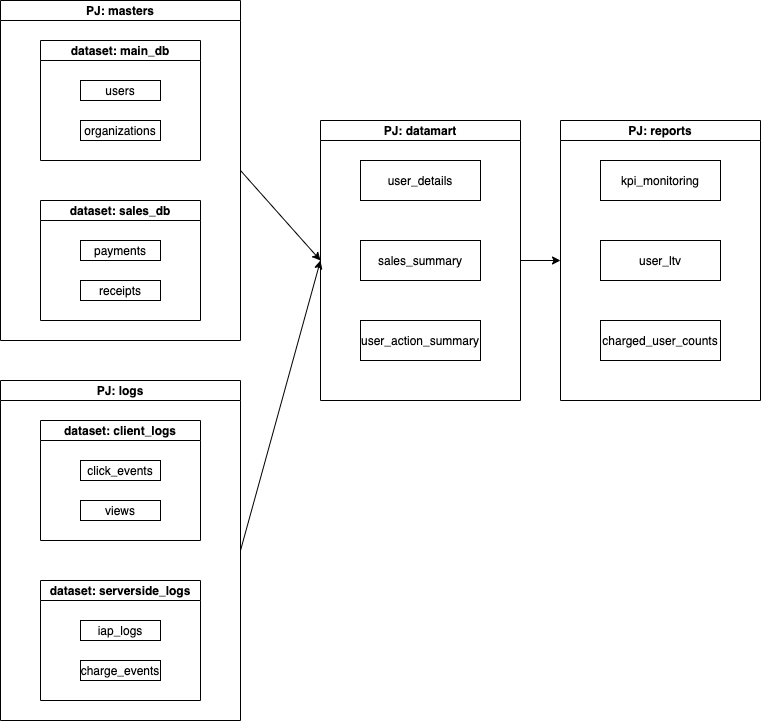 PJ: masters
dataset: main_db
users
organizations
dataset: sales_db
payments
receipts
PJ: logs
dataset: client_logs
click_events
views
dataset: serverside_logs
iap_logs
charge_events
PJ: datamart
user_details
sales_summary
user_action_summary
PJ: reports
kpi_monitoring
user_ltv
charged_user_counts